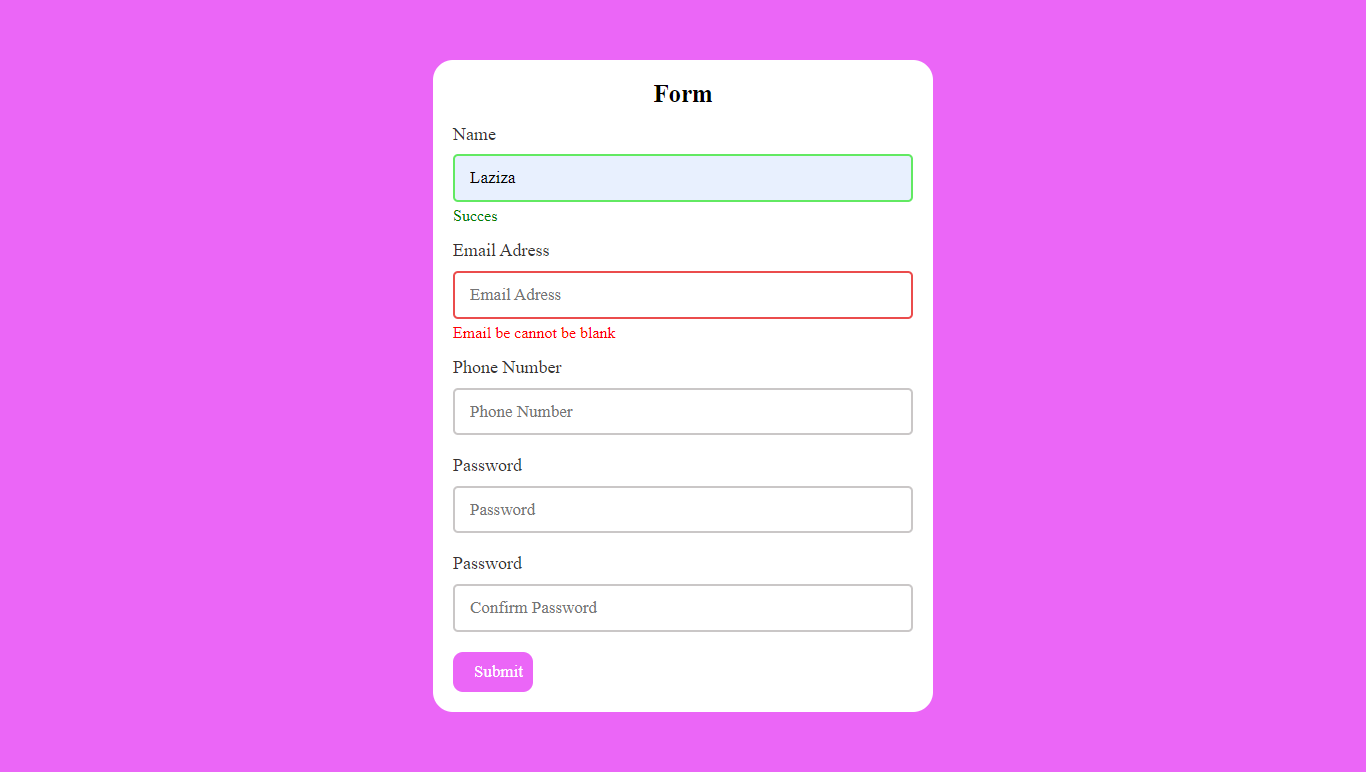 Form
Name
Laziza
Succes
Email Adress
Email Adress
Email be cannot be blank
Phone Number
Phone Number
Password
Password
Password
Confirm Password
Submit